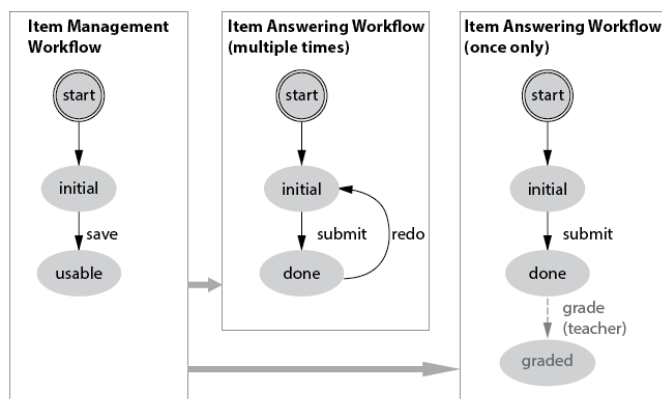 Item Management
Workflow
start
initial
save
usable
Item Answering Workflow
(multiple times)
start
initial
submit
redo
done
Item Answering Workflow
(once only)
start
initial
submit
done
grade
(teacher)
graded